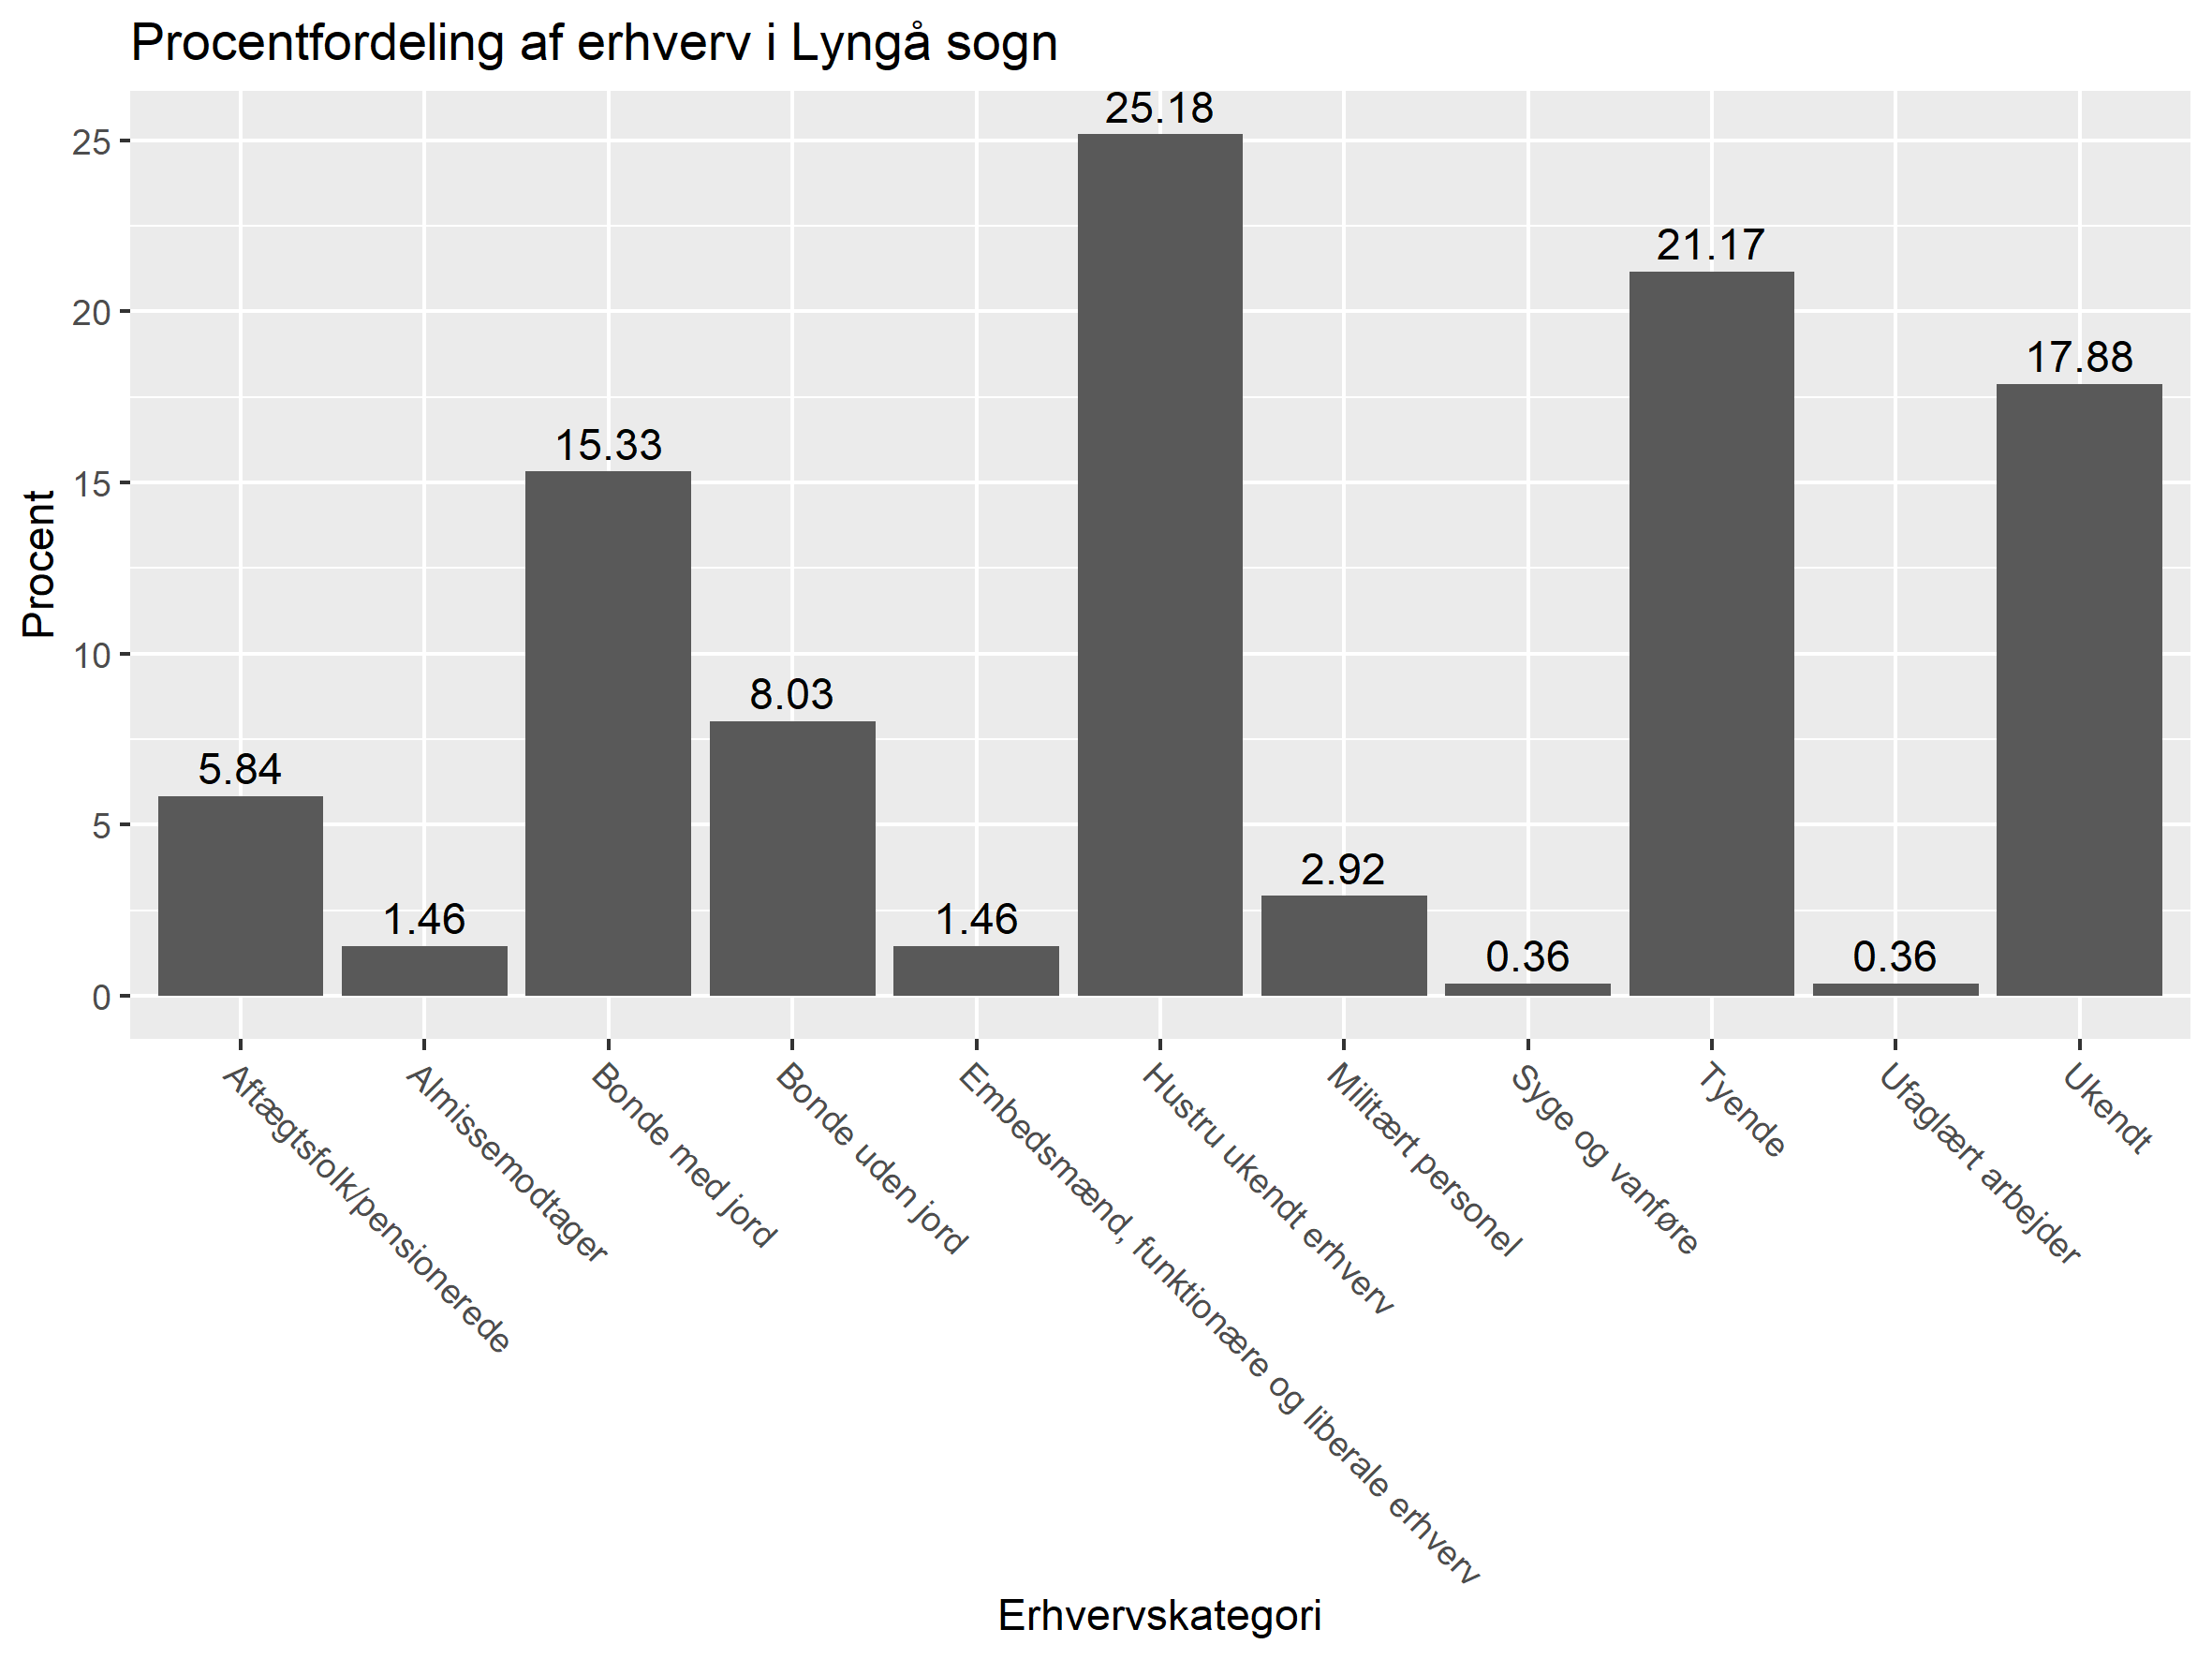 Procentfordeling af erhverv i Lyngå sogn
Procent
25
20
15
10
5
0
5.84
1.46
15.33
8.03
1.46
25.18
2.92
0.36
21.17
0.36
17.88
Aftægtsfolk/pensionerede
Almissemodtager
Bonde med jord
Bonde uden jord
Embedsmænd, funktionære og liberale erhverv
Hustru ukendt erhverv
Militært personel
Syge og vanføre
Tyende
Ufaglært arbejder
Ukendt
Erhvervskategori